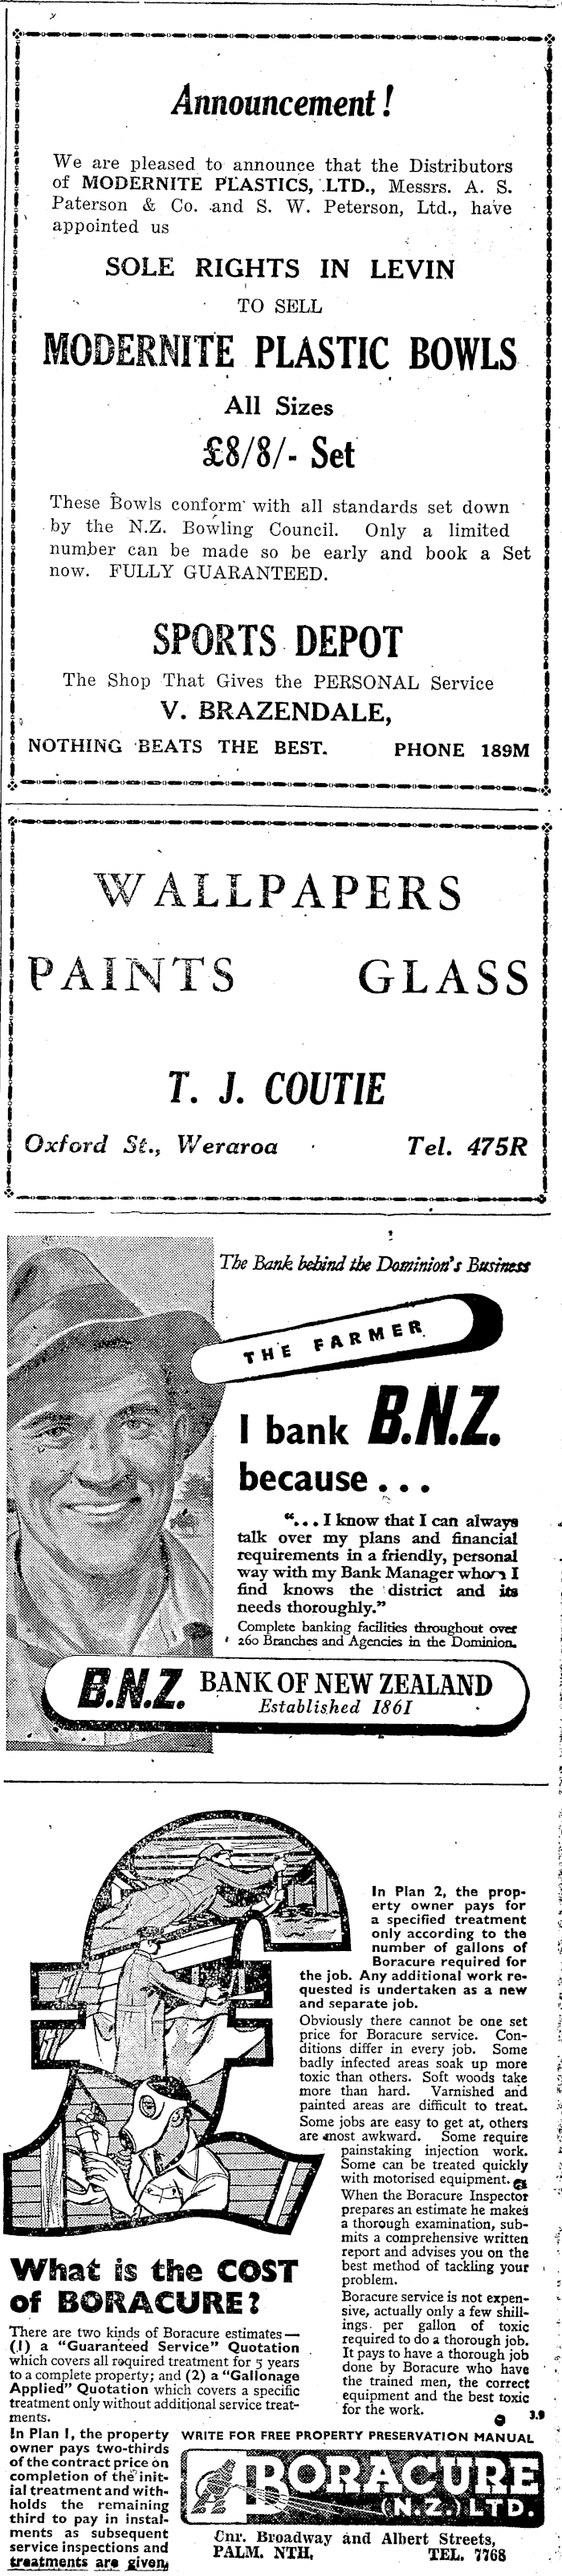 Announcement!
We are pleased to announce that the Distributors
of MODERNITE PLASTICS, LTD., Messrs. A. S.
Paterson & Co. and S. W. Peterson, Ltd., have
appointed us
SOLE RIGHTS IN LEVIN
TO SELL
MODERNITE PLASTIC BOWLS
All Sizes
£8/8/- Set
These Bowls conform with all standards set down
by the N.Z. Bowling Council. Only a limited
number can be made so be early and book a Set
now. FULLY GUARANTEED.
SPORTS DEPOT
The Shop That Gives the PERSONAL Service
V. BRAZENDALE,
NOTHING BEATS THE BEST. PHONE 189M
WALLPAPERS
PAINTS GLASS
T. J. COUTIE
Oxford St., Weraroa Tel. 475R
The Bank behind the Dominion's Business
THE FARMER
I bank B.N.Z.
because...
"... I know that I can always
talk over my plans and financial
requirements in a friendly, personal
way with my Bank Manager whom I
find knows the district and its
needs thoroughly."
Complete banking facilities throughout over
260 Branches and Agencies in the Dominion.
B.N.Z. BANK OF NEW ZEALAND
Established 1861
What is the COST
of BORACURE?
There are two kinds of Boracure estimates—
(1) a "Guaranteed Service" Quotation
which covers all required treatment for 5 years
to a complete property; and (2) a "Gallonage
Applied" Quotation which covers a specific
treatment only without additional service treat-
ments.
In Plan 1, the property
owner pays two-thirds
of the contract price on
completion of the init-
ial treatment and with-
holds the remaining
third to pay in instal-
ments as subsequent
service inspections and
treatments are given.
In Plan 2, the prop-
erty owner pays for
a specified treatment
only according to the
number of gallons of
Boracure required for
the job. Any additional work re-
quested is undertaken as a new
and separate job.
Obviously there cannot be one set
price for Boracure service. Con-
ditions differ in every job. Some
badly infected areas soak up more
toxic than others. Soft woods take
more than hard. Varnished and
painted areas are difficult to treat.
Some jobs are easy to get at, others
are most awkward. Some require
painstaking injection work.
Some can be treated quickly
with motorised equipment.
When the Boracure Inspector
prepares an estimate he makes
a thorough examination, sub-
mits a comprehensive written
report and advises you on the
best method of tackling your
problem.
Boracure service is not expen-
sive, actually only a few shill-
ings per gallon of toxic
required to do a thorough job.
It pays to have a thorough job
done by Boracure who have
the trained men, the correct
equipment and the best toxic
for the work.
3.9
WRITE FOR FREE PROPERTY PRESERVATION MANUAL
BORACURE
(N.Z.) LTD.
Cnr. Broadway and Albert Streets,
PALM. NTH. TEL. 7768